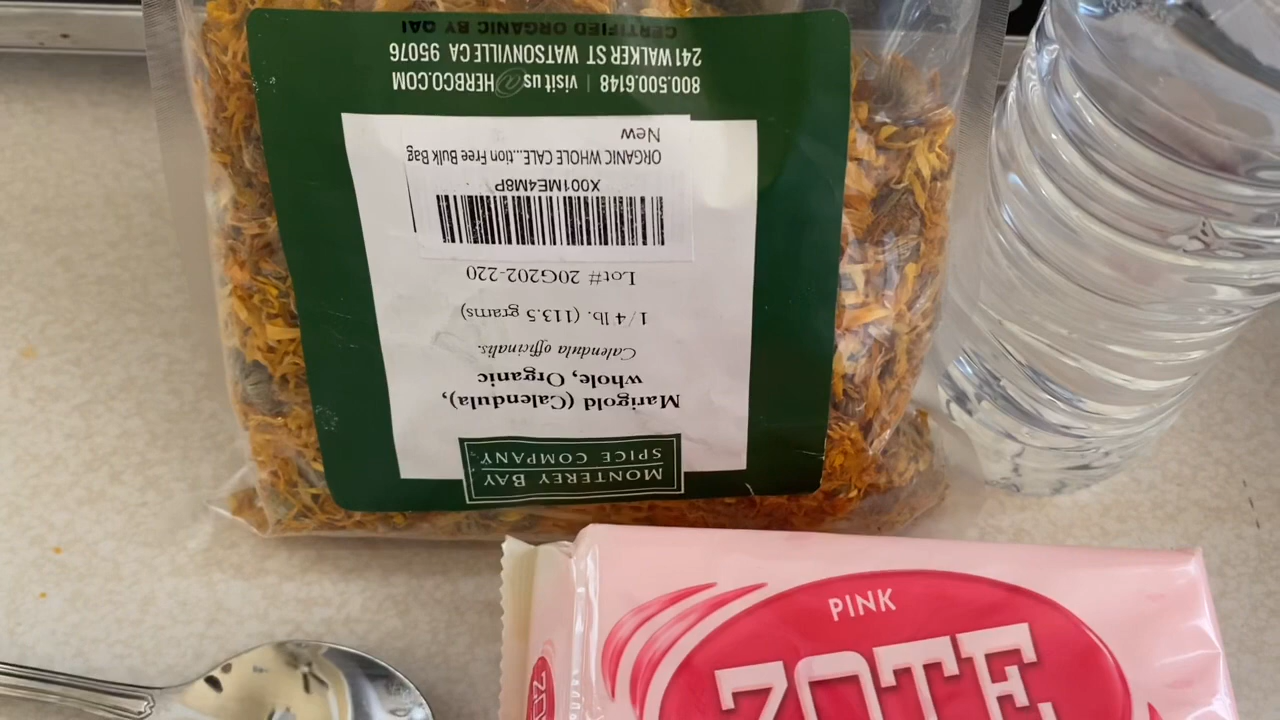 MONTEREY BAY
SPICE COMPANY
Marigold (Calendula),
whole, Organic
Calendula officinalis.
1/4 lb. (113.5 grams)
Lot# 20G202-220
X001ME4M8P
ORGANIC WHOLE CALE...tion Free Bulk Bag
New
800.500.6148 | visit us @ HERBCO.COM
241 WALKER ST WATSONVILLE CA 95076
CERTIFIED ORGANIC BY QAI
PINK
ZOTE